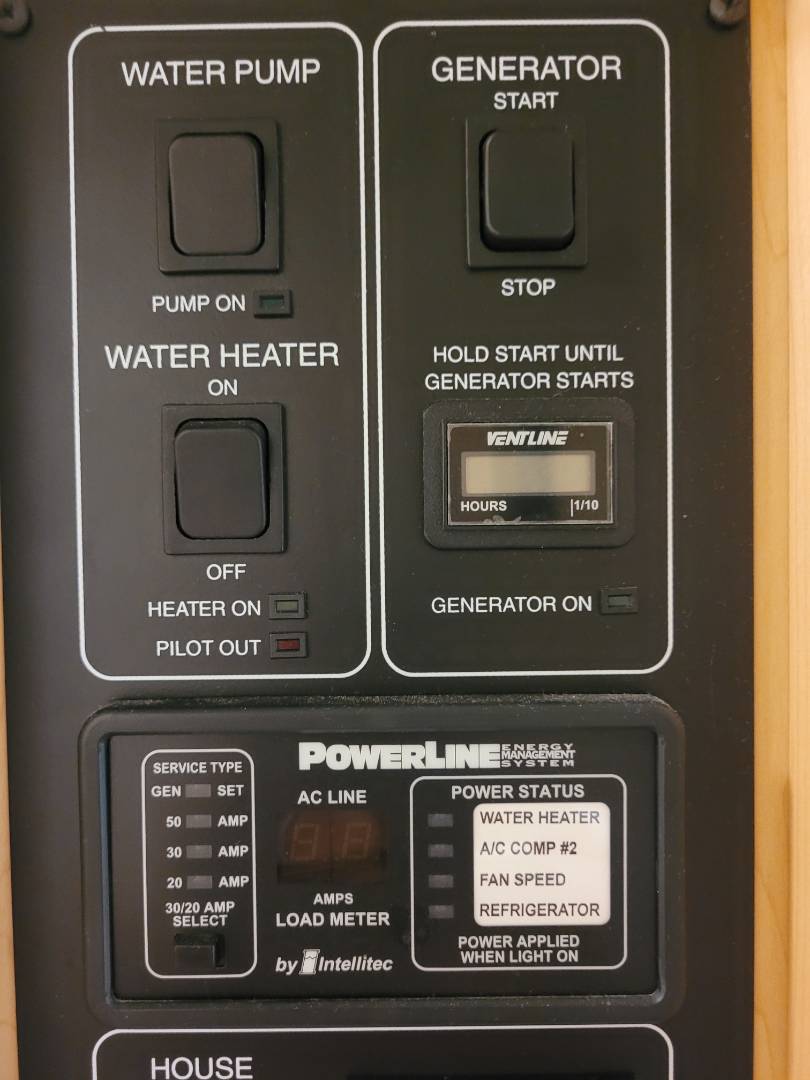 WATER PUMP
PUMP ON
WATER HEATER
ON
OFF
HEATER ON
PILOT OUT
GENERATOR
START
STOP
HOLD START UNTIL
GENERATOR STARTS
VENTLINE
HOURS 1/10
GENERATOR ON
SERVICE TYPE
GEN SET
50 AMP
30 AMP
20 AMP
30/20 AMP
SELECT
POWERLINE ENERGY
MANAGEMENT
SYSTEM
AC LINE
AMPS
LOAD METER
by Intellitec
POWER STATUS
WATER HEATER
A/C COMP #2
FAN SPEED
REFRIGERATOR
POWER APPLIED
WHEN LIGHT ON
HOUSE